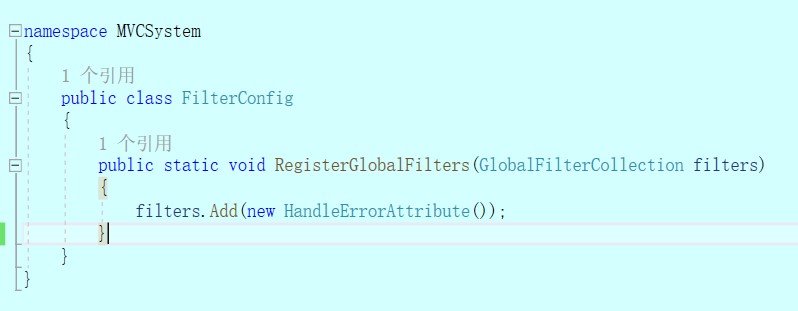 namespace MVCSystem
{
1 个引用
public class FilterConfig
{
1 个引用
public static void RegisterGlobalFilters(GlobalFilterCollection filters)
{
filters.Add(new HandleErrorAttribute());
}
}
}